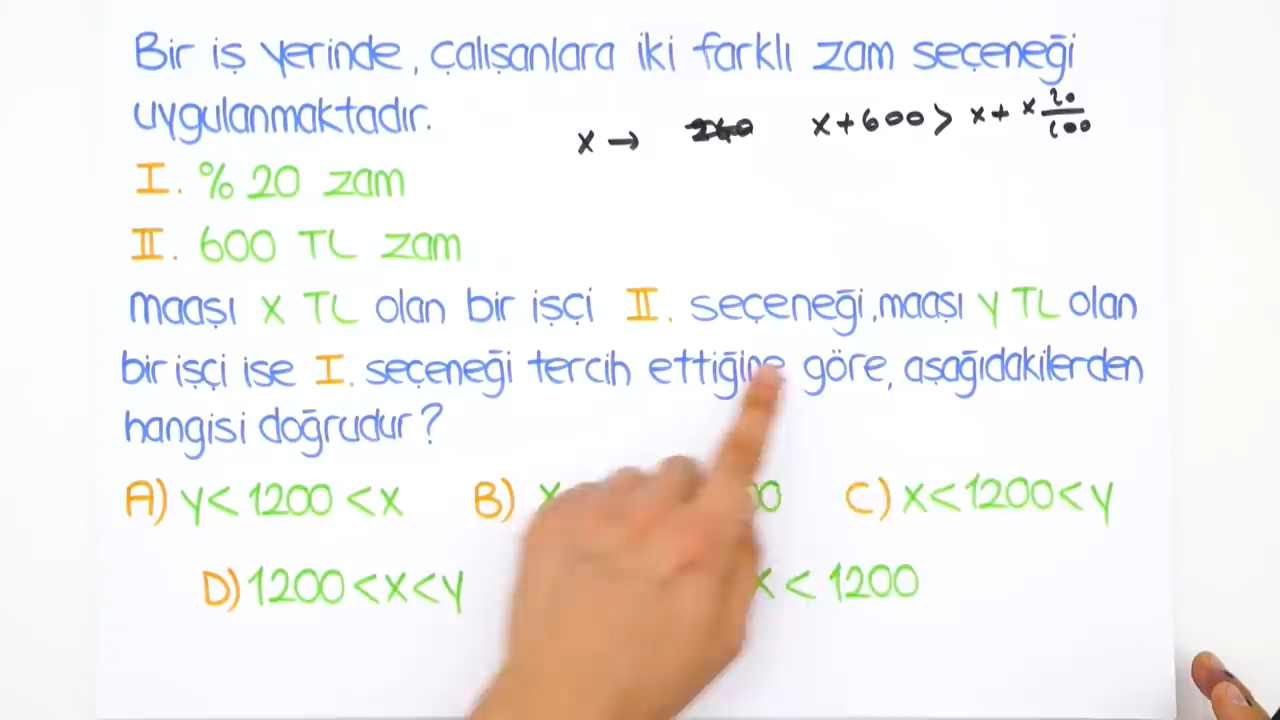 Bir iş yerinde, çalışanlara iki farklı zam seçeneği
uygulanmaktadır.
x → x+600 > x + x 20/100
I. % 20 zam
II. 600 TL zam
maaşı x TL olan bir işçi II. seçeneği, maaşı y TL olan
bir işçi ise I. seçeneği tercih ettiğine göre, aşağıdakilerden
hangisi doğrudur?
A) y < 1200 < x B) C) x < 1200 < y
D) 1200 < x < y x < 1200